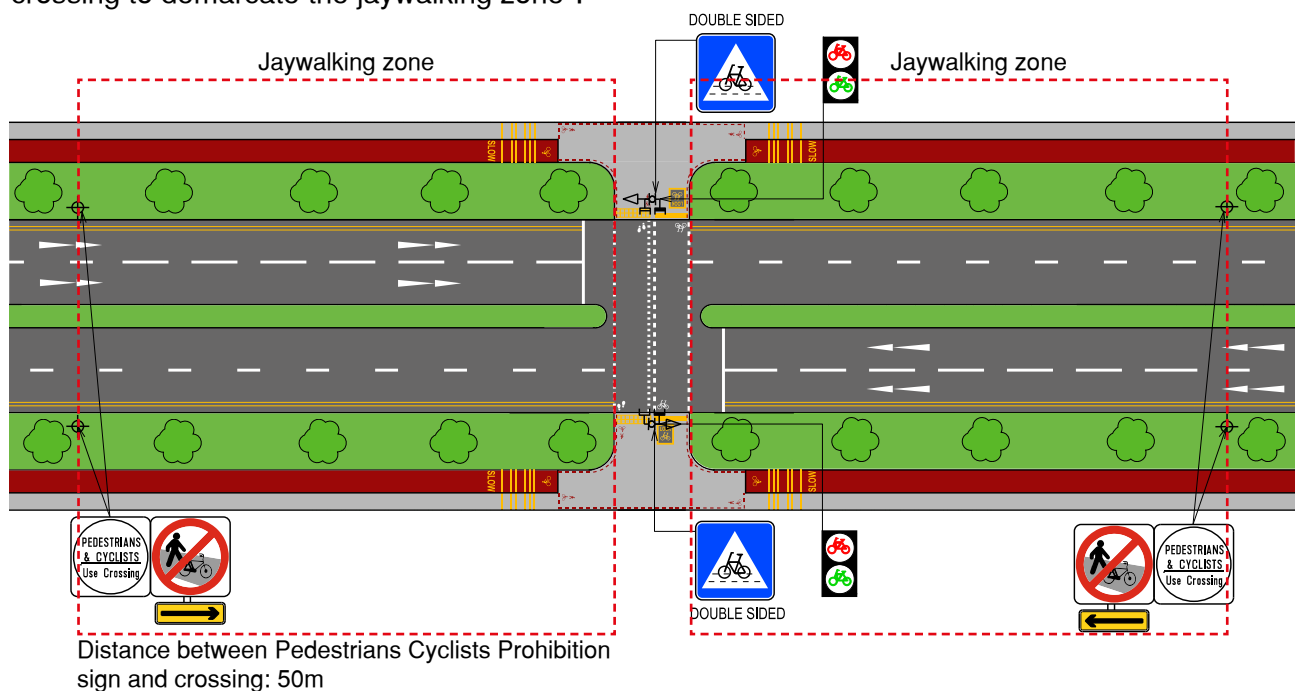 crossing to demarcate the jaywalking zone .
DOUBLE SIDED
Jaywalking zone
Jaywalking zone
SLOW
SLOW
SLOW
SLOW
PEDESTRIANS
& CYCLISTS
Use Crossing
PEDESTRIANS
& CYCLISTS
Use Crossing
DOUBLE SIDED
Distance between Pedestrians Cyclists Prohibition
sign and crossing: 50m